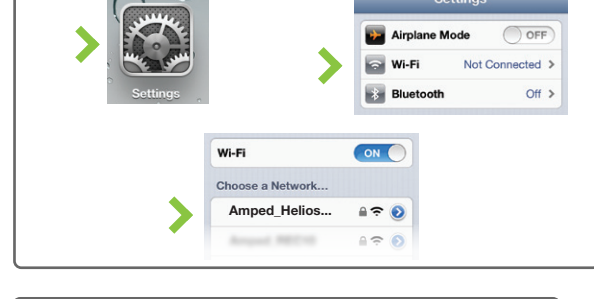 Settings
Settings
Airplane Mode OFF
Wi-Fi Not Connected
Bluetooth Off
Wi-Fi ON
Choose a Network...
Amped_Helios...